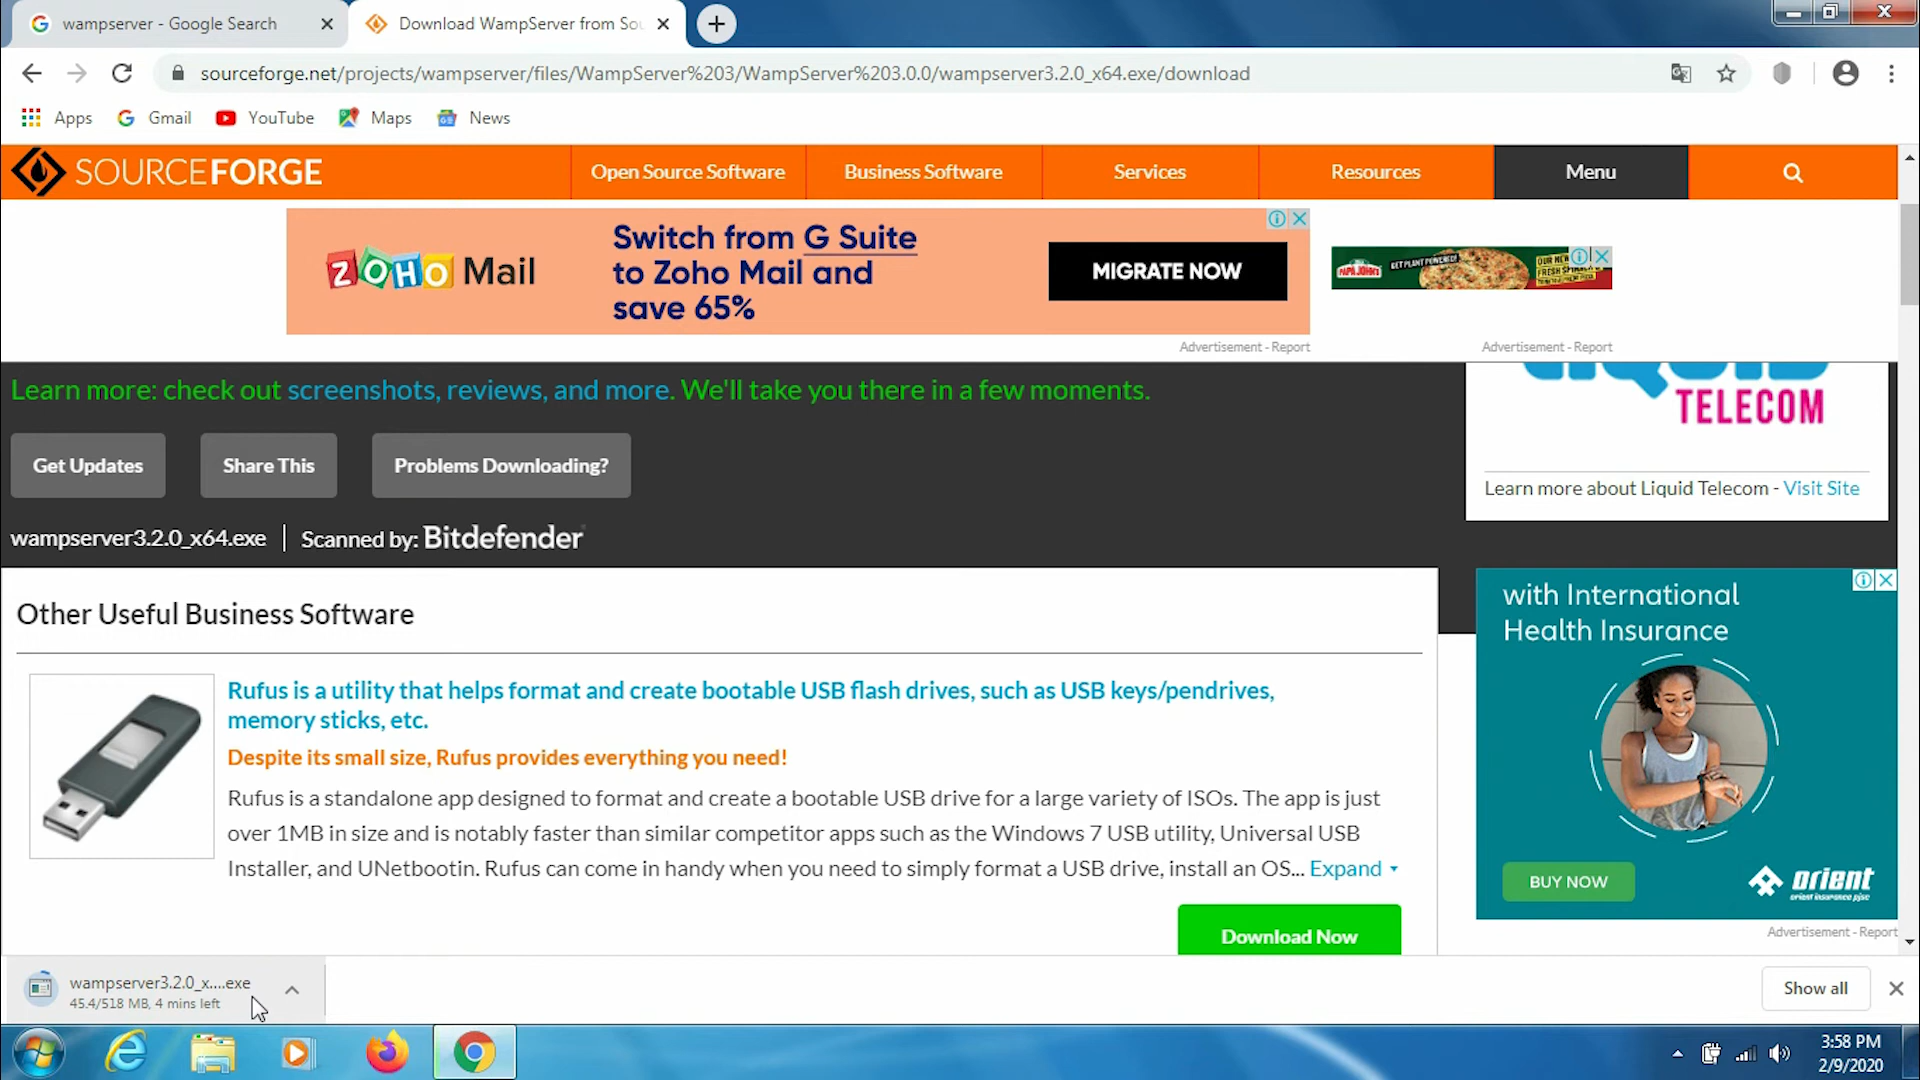 wampserver - Google Search
Download WampServer from Sou
sourceforge.net/projects/wampserver/files/WampServer%203/WampServer%203.0.0/wampserver3.2.0_x64.exe/download
Apps
Gmail
YouTube
Maps
News
SOURCEFORGE
Open Source Software
Business Software
Services
Resources
Menu
ZOHO Mail
Switch from G Suite
to Zoho Mail and
save 65%
MIGRATE NOW
PAPA JOHN'S
GET PLANT POWERED!
OUR NEW
Advertisement - Report
Advertisement - Report
Learn more: check out screenshots, reviews, and more. We'll take you there in a few moments.
TELECOM
Get Updates
Share This
Problems Downloading?
Learn more about Liquid Telecom - Visit Site
wampserver3.2.0_x64.exe
Scanned by: Bitdefender
Other Useful Business Software
with International
Health Insurance
Rufus is a utility that helps format and create bootable USB flash drives, such as USB keys/pendrives,
memory sticks, etc.
Despite its small size, Rufus provides everything you need!
Rufus is a standalone app designed to format and create a bootable USB drive for a large variety of ISOs. The app is just
over 1MB in size and is notably faster than similar competitor apps such as the Windows 7 USB utility, Universal USB
Installer, and UNetbootin. Rufus can come in handy when you need to simply format a USB drive, install an OS... Expand
BUY NOW
orient
orient insurance pjsc
Download Now
Advertisement - Report
wampserver3.2.0_x....exe
45.4/518 MB, 4 mins left
Show all
3:58 PM
2/9/2020